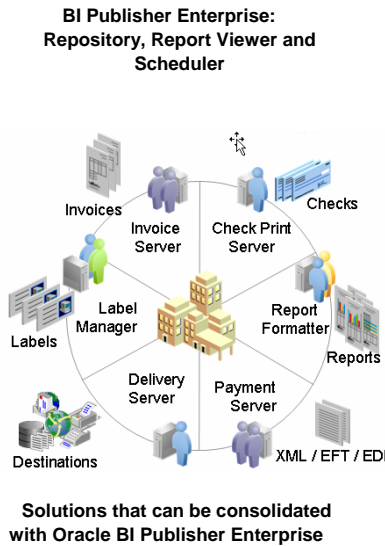 BI Publisher Enterprise:
Repository, Report Viewer and
Scheduler
Invoices
Invoice
Server
Check Print
Server
Checks
Label
Manager
Labels
Report
Formatter
Reports
Delivery
Server
Payment
Server
Destinations
XML / EFT / EDI
Solutions that can be consolidated
with Oracle BI Publisher Enterprise